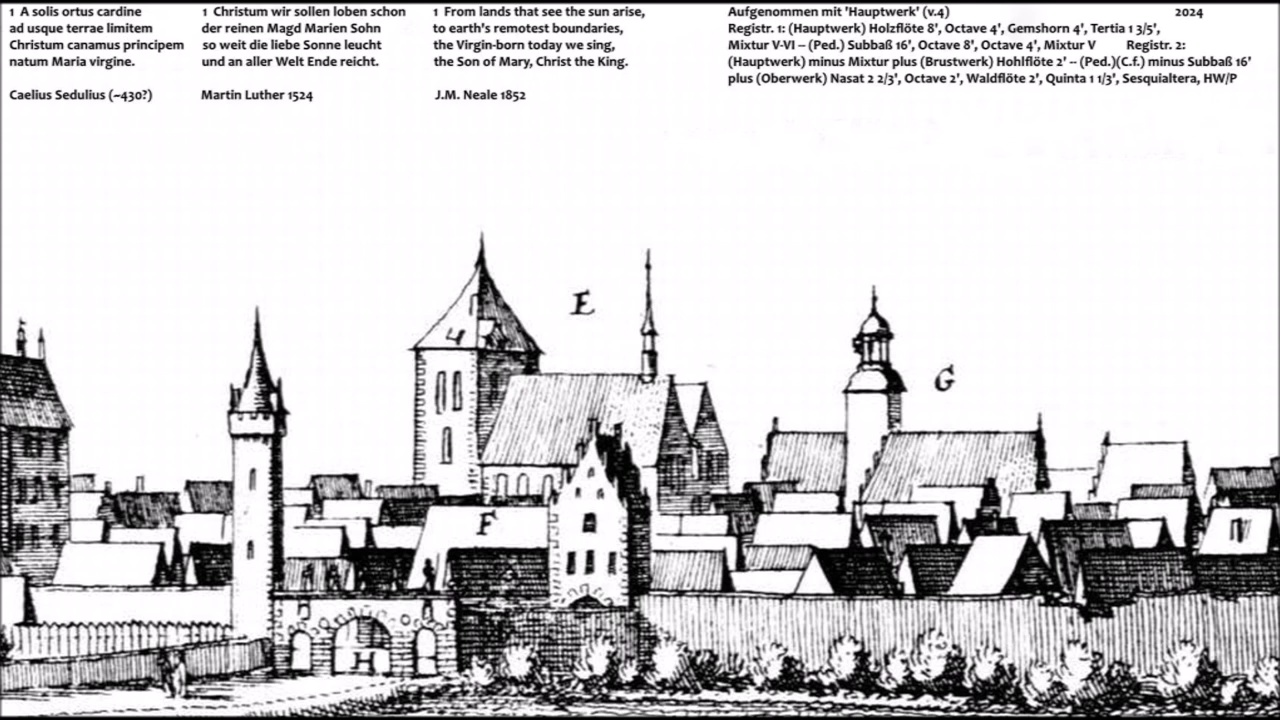 1 A solis ortus cardine
ad usque terrae limitem
Christum canamus principem
natum Maria virgine.
Caelius Sedulius (~430?)
1 Christum wir sollen loben schon
der reinen Magd Marien Sohn
so weit die liebe Sonne leucht
und an aller Welt Ende reicht.
Martin Luther 1524
1 From lands that see the sun arise,
to earth's remotest boundaries,
the Virgin-born today we sing,
the Son of Mary, Christ the King.
J.M. Neale 1852
Aufgenommen mit 'Hauptwerk' (v.4) 2024
Registr. 1: (Hauptwerk) Holzflöte 8', Octave 4', Gemshorn 4', Tertia 1 3/5',
Mixtur V-VI -- (Ped.) Subbaß 16', Octave 8', Octave 4', Mixtur V Registr. 2:
(Hauptwerk) minus Mixtur plus (Brustwerk) Hohlflöte 2' -- (Ped.)(C.f.) minus Subbaß 16'
plus (Oberwerk) Nasat 2 2/3', Octave 2', Waldflöte 2', Quinta 1 1/3', Sesquialtera, HW/P
E
G
F
H